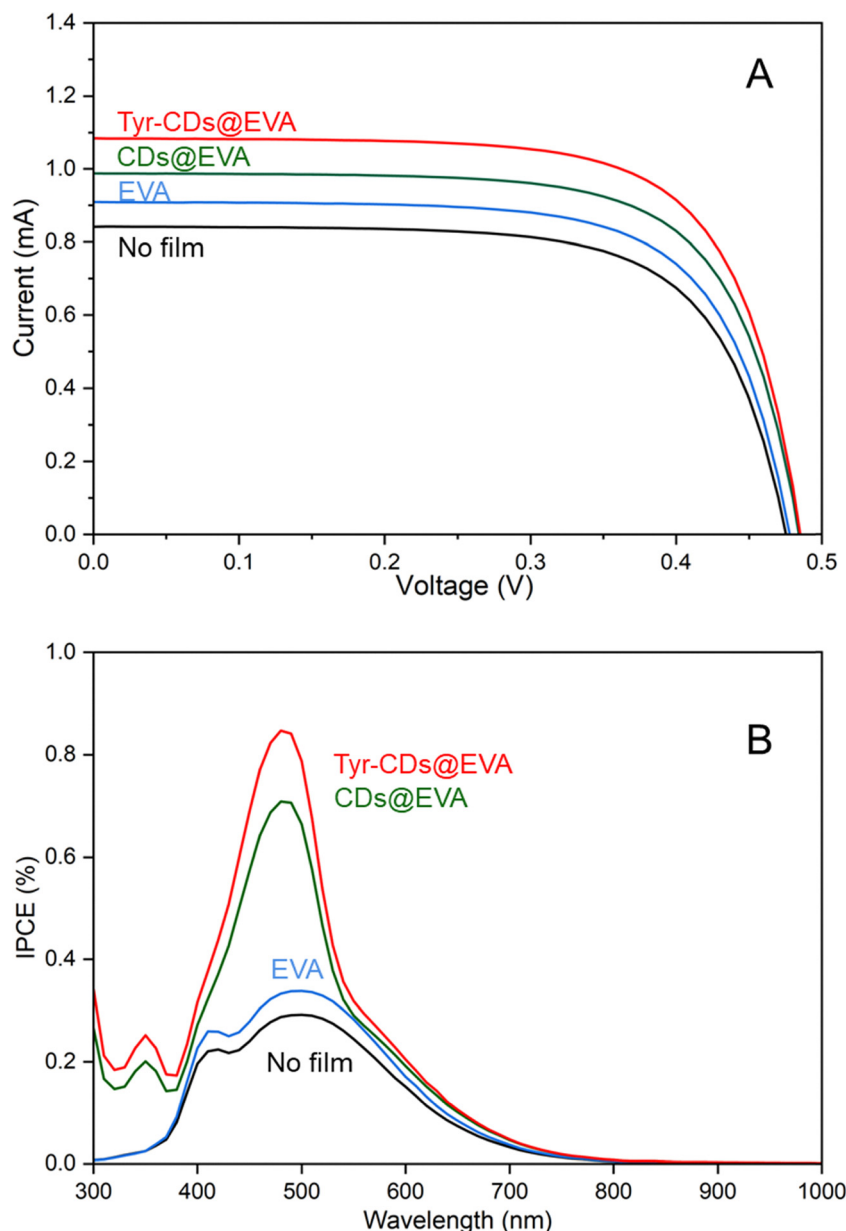 A
1.4
1.2
1.0
0.8
0.6
0.4
0.2
0.0
Current (mA)
Tyr-CDs@EVA
CDs@EVA
EVA
No film
0.0 0.1 0.2 0.3 0.4 0.5
Voltage (V)
B
1.0
0.8
0.6
0.4
0.2
0.0
IPCE (%)
Tyr-CDs@EVA
CDs@EVA
EVA
No film
300 400 500 600 700 800 900 1000
Wavelength (nm)